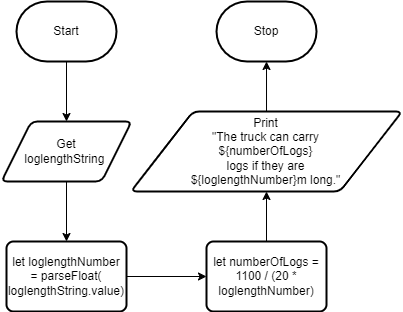 Start
Get
loglengthString
let loglengthNumber
= parseFloat(
loglengthString.value)
let numberOfLogs =
1100 / (20 *
loglengthNumber)
Print
"The truck can carry
${numberOfLogs}
logs if they are
${loglengthNumber}m long."
Stop